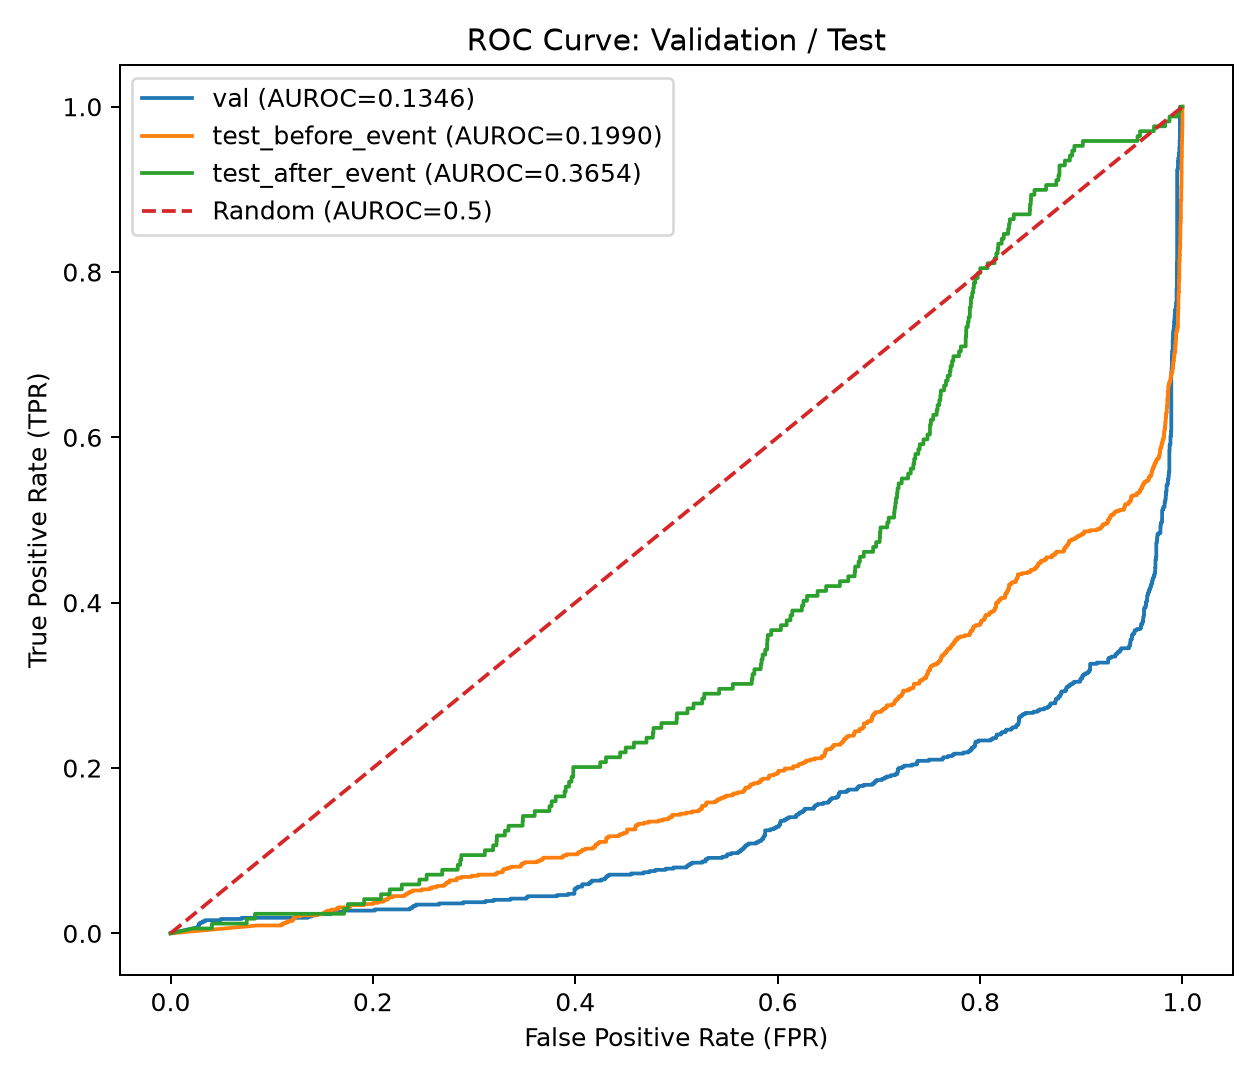 ROC Curve: Validation / Test
val (AUROC=0.1346)
test_before_event (AUROC=0.1990)
test_after_event (AUROC=0.3654)
Random (AUROC=0.5)
True Positive Rate (TPR)
1.0
0.8
0.6
0.4
0.2
0.0
0.0 0.2 0.4 0.6 0.8 1.0
False Positive Rate (FPR)